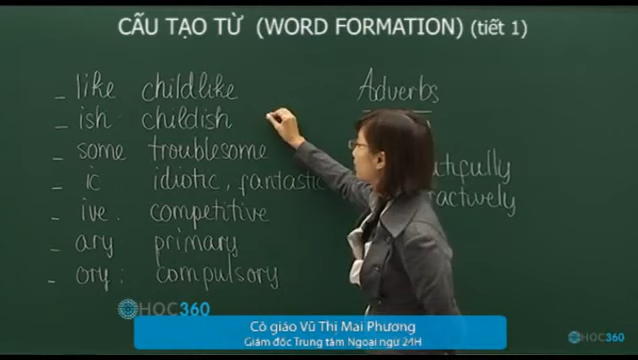 CẤU TẠO TỪ (WORD FORMATION) (tiết 1)
_ like childlike
_ ish childish
_ some troublesome
_ ic idiotic, fantastic
_ ive. competitive
_ ary primary
_ ory: compulsory
Adverbs
HOC360
Cô giáo Vũ Thị Mai Phương
Giám đốc Trung tâm Ngoại ngữ 24H
HOC360